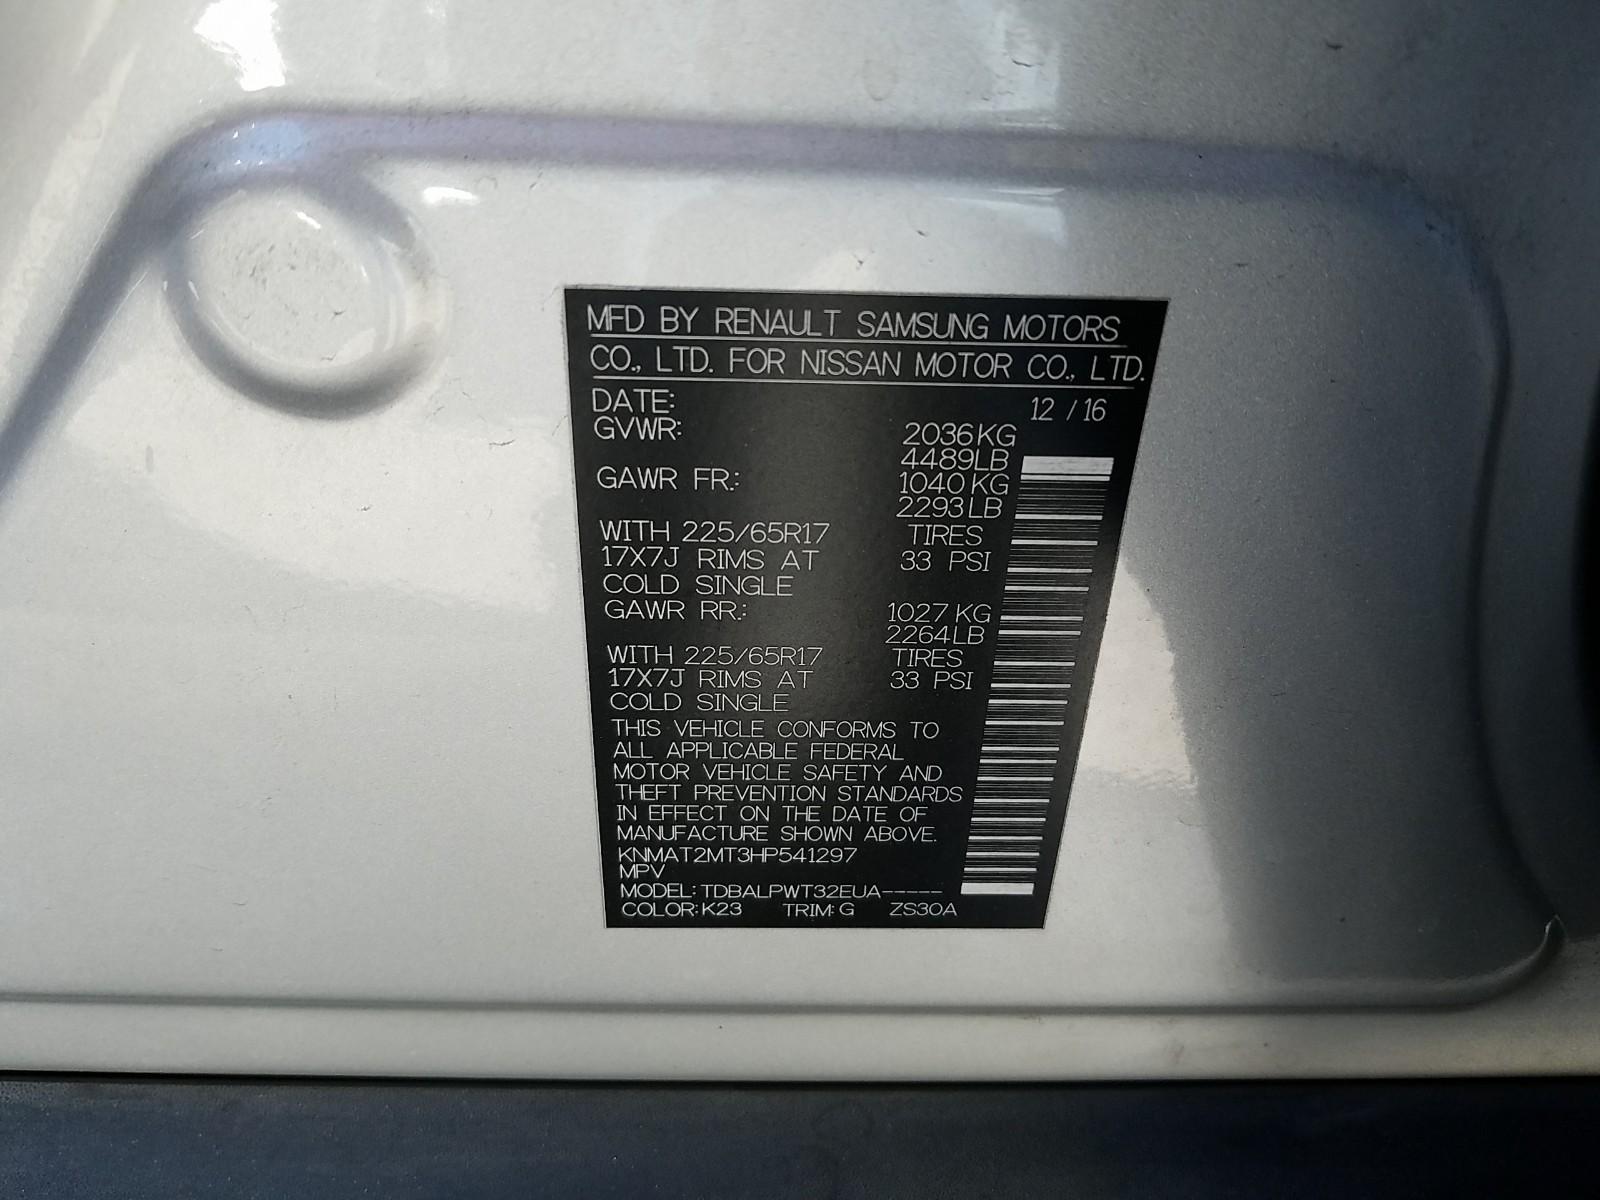 MFD BY RENAULT SAMSUNG MOTORS
CO., LTD. FOR NISSAN MOTOR CO., LTD.
DATE: 12 / 16
GVWR: 2036 KG
4489 LB
GAWR FR.: 1040 KG
2293 LB
WITH 225/65R17 TIRES
17X7J RIMS AT 33 PSI
COLD SINGLE
GAWR RR.: 1027 KG
2264 LB
WITH 225/65R17 TIRES
17X7J RIMS AT 33 PSI
COLD SINGLE
THIS VEHICLE CONFORMS TO
ALL APPLICABLE FEDERAL
MOTOR VEHICLE SAFETY AND
THEFT PREVENTION STANDARDS
IN EFFECT ON THE DATE OF
MANUFACTURE SHOWN ABOVE.
KNMAT2MT3HP541297
MPV
MODEL: TDBALPWT32EUA-----
COLOR: K23 TRIM: G ZS30A